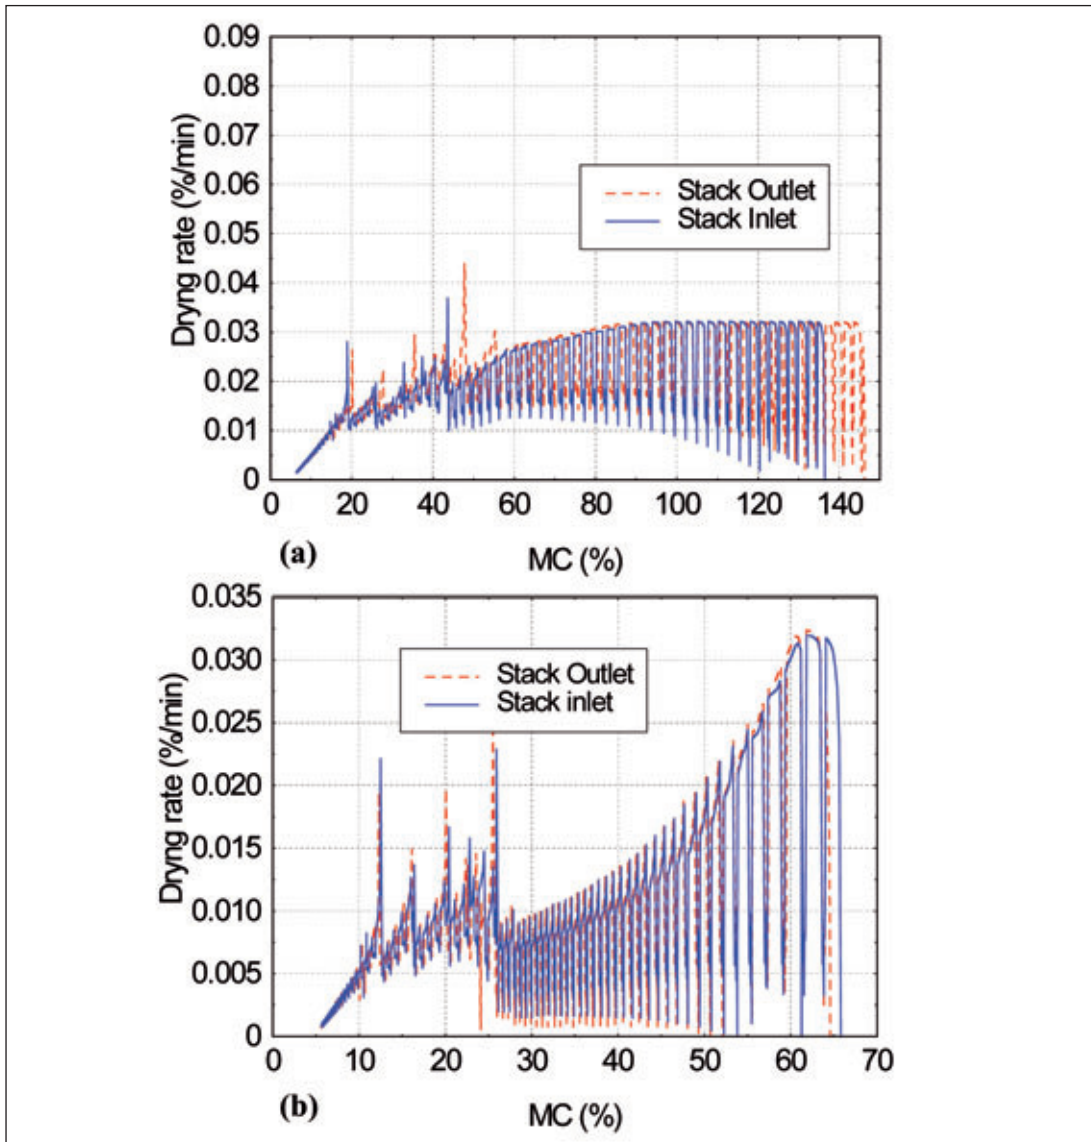 0.09
0.08
0.07
0.06
0.05
0.04
0.03
0.02
0.01
0
Dryng rate (%/min)
Stack Outlet
Stack Inlet
0 20 40 60 80 100 120 140
(a) MC (%)
0.035
0.030
0.025
0.020
0.015
0.010
0.005
0
Dryng rate (%/min)
Stack Outlet
Stack inlet
0 10 20 30 40 50 60 70
(b) MC (%)